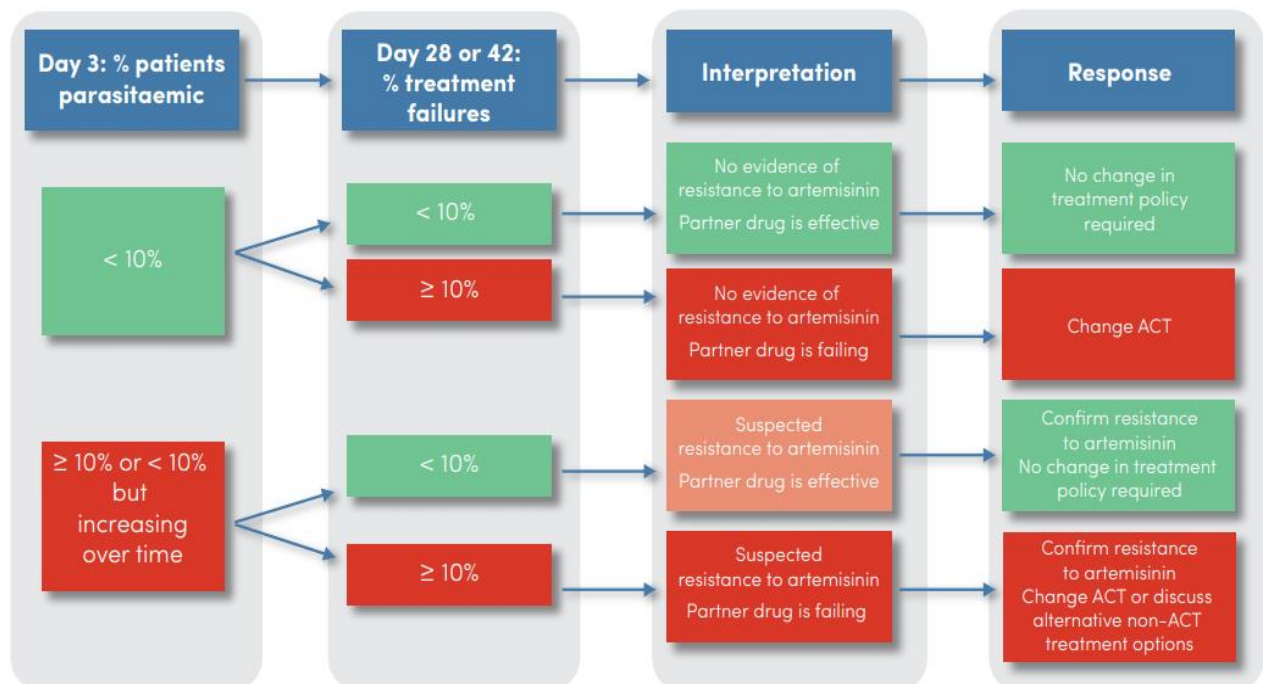 Day 3: % patients
parasitaemic
Day 28 or 42:
% treatment
failures
Interpretation
Response
< 10%
< 10%
No evidence of
resistance to artemisinin
Partner drug is effective
No change in
treatment policy
required
≥ 10%
No evidence of
resistance to artemisinin
Partner drug is failing
Change ACT
≥ 10% or < 10%
but
increasing
over time
< 10%
Suspected
resistance to artemisinin
Partner drug is effective
Confirm resistance
to artemisinin
No change in treatment
policy required
≥ 10%
Suspected
resistance to artemisinin
Partner drug is failing
Confirm resistance
to artemisinin
Change ACT or discuss
alternative non-ACT
treatment options